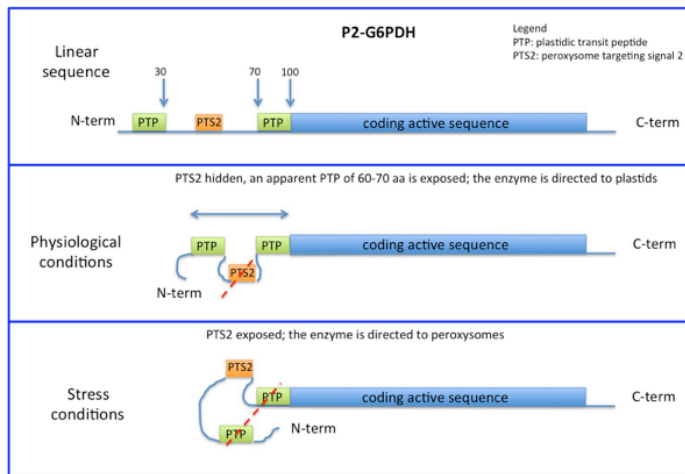 P2-G6PDH
Legend
PTP: plastidic transit peptide
PTS2: peroxysome targeting signal 2
Linear
sequence
30
70
100
N-term
PTP
PTS2
PTP
coding active sequence
C-term
PTS2 hidden, an apparent PTP of 60-70 aa is exposed; the enzyme is directed to plastids
Physiological
conditions
PTP
PTP
coding active sequence
C-term
PTS2
N-term
PTS2 exposed; the enzyme is directed to peroxysomes
PTS2
Stress
conditions
PTP
coding active sequence
C-term
PTP
N-term